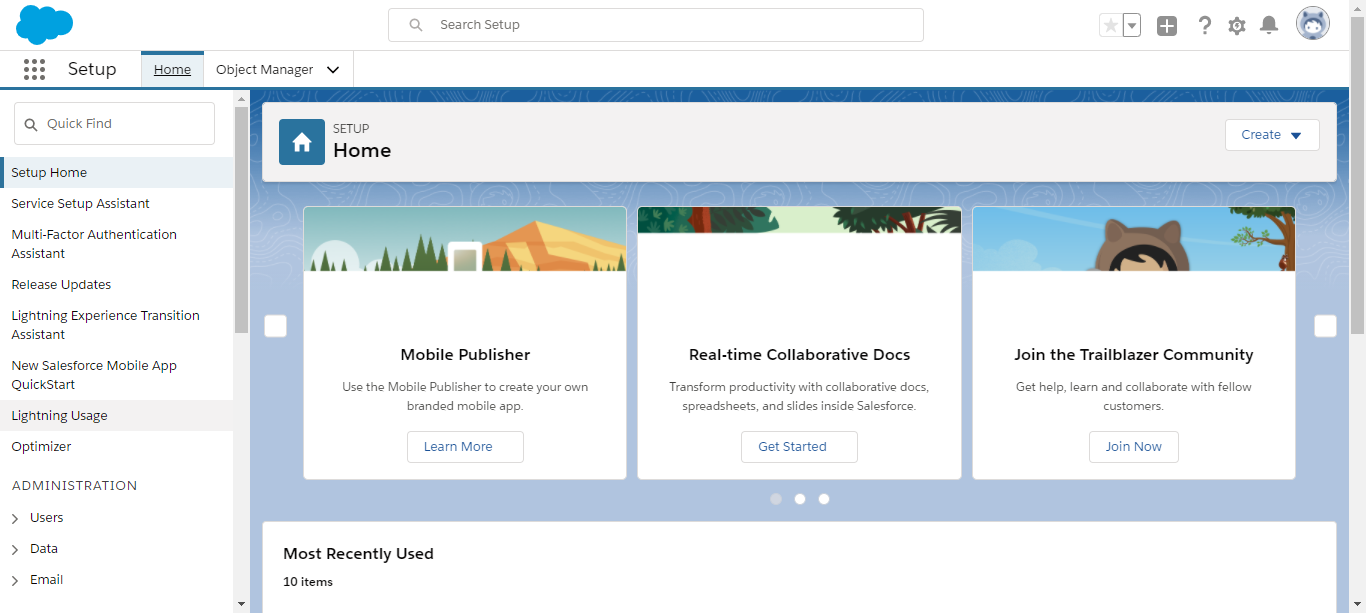 Search Setup
Setup
Home
Object Manager
Quick Find
Setup Home
Service Setup Assistant
Multi-Factor Authentication
Assistant
Release Updates
Lightning Experience Transition
Assistant
New Salesforce Mobile App
QuickStart
Lightning Usage
Optimizer
ADMINISTRATION
Users
Data
Email
SETUP
Home
Create
Mobile Publisher
Use the Mobile Publisher to create your own
branded mobile app.
Learn More
Real-time Collaborative Docs
Transform productivity with collaborative docs,
spreadsheets, and slides inside Salesforce.
Get Started
Join the Trailblazer Community
Get help, learn and collaborate with fellow
customers.
Join Now
Most Recently Used
10 items